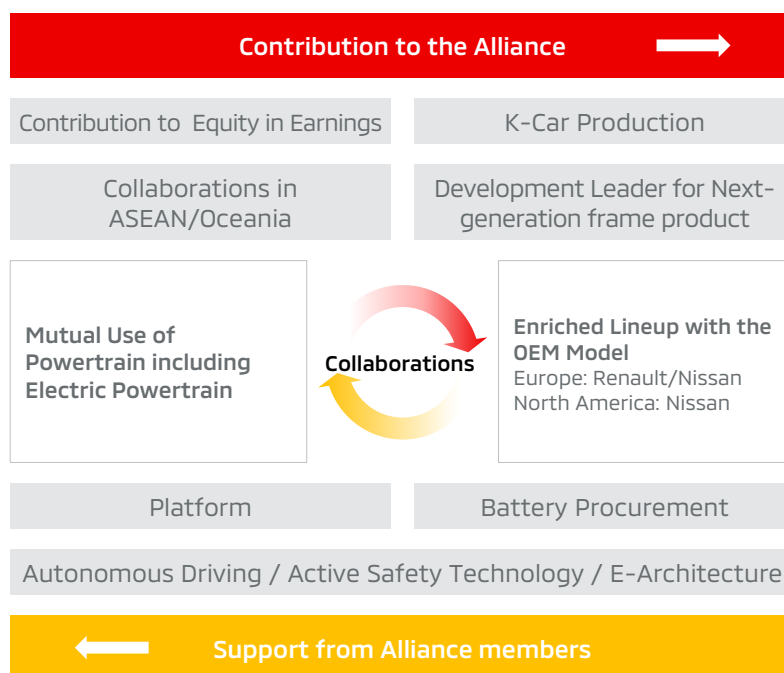 Contribution to the Alliance
Contribution to Equity in Earnings
K-Car Production
Collaborations in
ASEAN/Oceania
Development Leader for Next-
generation frame product
Mutual Use of
Powertrain including
Electric Powertrain
Collaborations
Enriched Lineup with the
OEM Model
Europe: Renault/Nissan
North America: Nissan
Platform
Battery Procurement
Autonomous Driving / Active Safety Technology / E-Architecture
Support from Alliance members